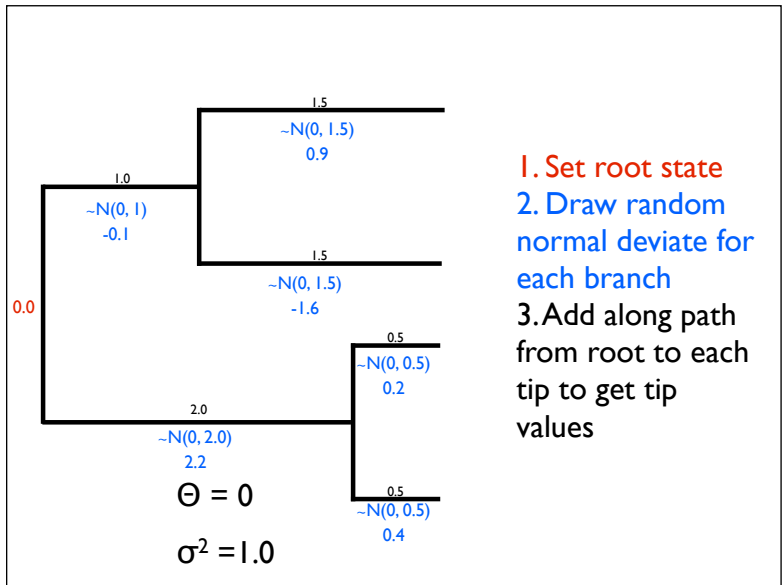 1.5
~N(0, 1.5)
0.9
1.0
~N(0, 1)
-0.1
1.5
~N(0, 1.5)
-1.6
0.0
0.5
~N(0, 0.5)
0.2
2.0
~N(0, 2.0)
2.2
0.5
~N(0, 0.5)
0.4
Θ = 0
σ² =1.0
1. Set root state
2. Draw random
normal deviate for
each branch
3. Add along path
from root to each
tip to get tip
values